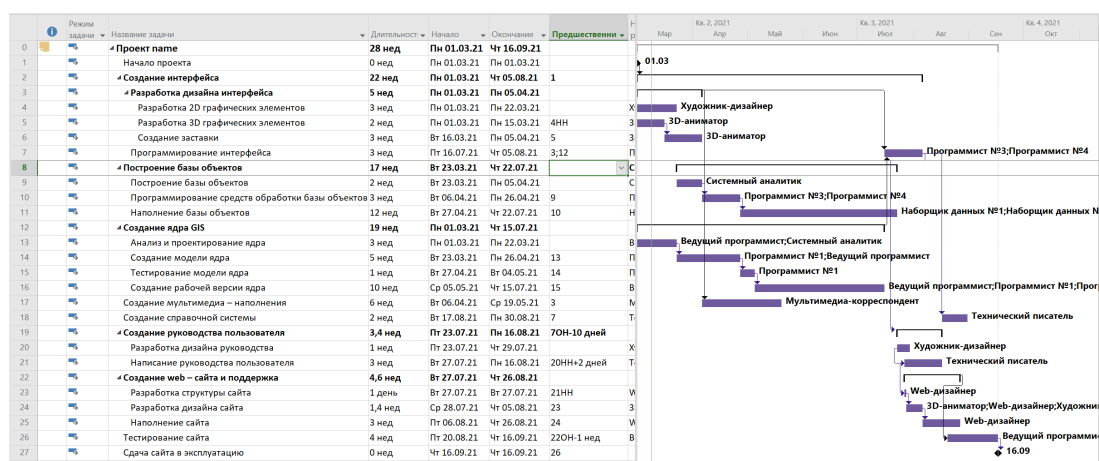 Кв. 2, 2021 Кв. 3, 2021 Кв. 4, 2021
Режим
задачи Название задачи Длительность Начало Окончание Предшественни
Мар Апр Май Июн Июл Авг Сен Окт
0 Проект name 28 нед Пн 01.03.21 Чт 16.09.21
1 Начало проекта 0 нед Пн 01.03.21 Пн 01.03.21 01.03
2 Создание интерфейса 22 нед Пн 01.03.21 Чт 05.08.21 1
3 Разработка дизайна интерфейса 5 нед Пн 01.03.21 Пн 05.04.21
4 Разработка 2D графических элементов 3 нед Пн 01.03.21 Пн 22.03.21 Художник-дизайнер
5 Разработка 3D графических элементов 2 нед Пн 01.03.21 Пн 15.03.21 4НН 3 3D-аниматор
6 Создание заставки 3 нед Вт 16.03.21 Пн 05.04.21 5 3 3D-аниматор
7 Программирование интерфейса 3 нед Пт 16.07.21 Чт 05.08.21 3;12 П Программист №3;Программист №4
8 Построение базы объектов 17 нед Вт 23.03.21 Чт 22.07.21 С
9 Построение базы объектов 2 нед Вт 23.03.21 Пн 05.04.21 С Системный аналитик
10 Программирование средств обработки базы объектов 3 нед Вт 06.04.21 Пн 26.04.21 9 П Программист №3;Программист №4
11 Наполнение базы объектов 12 нед Вт 27.04.21 Чт 22.07.21 10 Н Наборщик данных №1;Наборщик данных N
12 Создание ядра GIS 19 нед Пн 01.03.21 Чт 15.07.21
13 Анализ и проектирование ядра 3 нед Пн 01.03.21 Пн 22.03.21 В Ведущий программист;Системный аналитик
14 Создание модели ядра 5 нед Вт 23.03.21 Пн 26.04.21 13 П Программист №1;Ведущий программист
15 Тестирование модели ядра 1 нед Вт 27.04.21 Вт 04.05.21 14 П Программист №1
16 Создание рабочей версии ядра 10 нед Ср 05.05.21 Чт 15.07.21 15 В Ведущий программист;Программист №1;Прог
17 Создание мультимедиа – наполнения 6 нед Вт 06.04.21 Ср 19.05.21 3 М Мультимедиа-корреспондент
18 Создание справочной системы 2 нед Вт 17.08.21 Пн 30.08.21 7 Т Технический писатель
19 Создание руководства пользователя 3,4 нед Пт 23.07.21 Пн 16.08.21 7ОН-10 дней
20 Разработка дизайна руководства 1 нед Пт 23.07.21 Чт 29.07.21 Художник-дизайнер
21 Написание руководства пользователя 3 нед Вт 27.07.21 Пн 16.08.21 20НН+2 дней Т Технический писатель
22 Создание web – сайта и поддержка 4,6 нед Вт 27.07.21 Чт 26.08.21
23 Разработка структуры сайта 1 день Вт 27.07.21 Вт 27.07.21 21НН W Web-дизайнер
24 Разработка дизайна сайта 1,4 нед Ср 28.07.21 Чт 05.08.21 23 3 3D-аниматор;Web-дизайнер;Художни
25 Наполнение сайта 3 нед Пт 06.08.21 Чт 26.08.21 24 W Web-дизайнер
26 Тестирование сайта 4 нед Пт 20.08.21 Чт 16.09.21 22ОН-1 нед В Ведущий программи
27 Сдача сайта в эксплуатацию 0 нед Чт 16.09.21 Чт 16.09.21 26 16.09